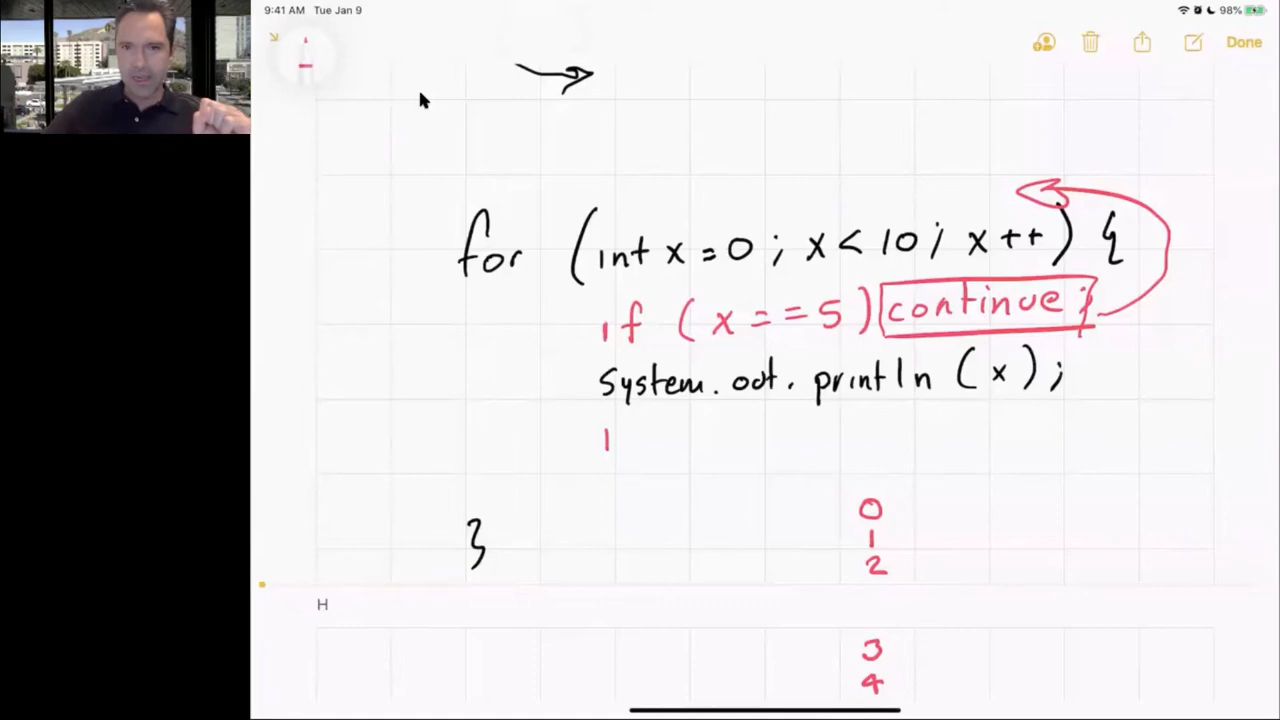 9:41 AM Tue Jan 9
98%
Done
for (int x = 0 ; x < 10 ; x ++ ) {
if ( x = = 5 ) continue ;
System. out. println ( x ) ;
1
0
1
2
}
H
3
4